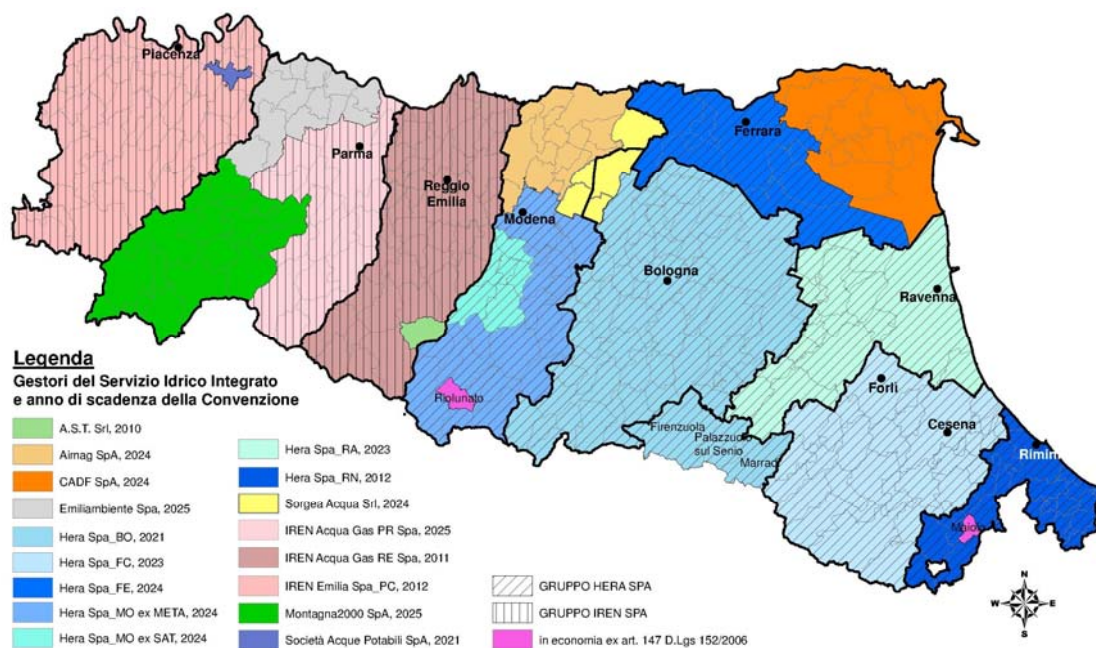 Piacenza
Parma
Reggio
Emilia
Modena
Ferrara
Bologna
Ravenna
Forlì
Cesena
Rimin
Riolunato
Firenzuola
Palazzuolo
sul Senio
Marrad
Maiolo
Legenda
Gestori del Servizio Idrico Integrato
e anno di scadenza della Convenzione
A.S.T. Srl, 2010
Aimag SpA, 2024
CADF SpA, 2024
Emiliambiente Spa, 2025
Hera Spa_BO, 2021
Hera Spa_FC, 2023
Hera Spa_FE, 2024
Hera Spa_MO ex META, 2024
Hera Spa_MO ex SAT, 2024
Hera Spa_RA, 2023
Hera Spa_RN, 2012
Sorgea Acqua Srl, 2024
IREN Acqua Gas PR Spa, 2025
IREN Acqua Gas RE Spa, 2011
IREN Emilia Spa_PC, 2012
Montagna2000 SpA, 2025
Società Acque Potabili SpA, 2021
GRUPPO HERA SPA
GRUPPO IREN SPA
in economia ex art. 147 D.Lgs 152/2006
N
W E
S